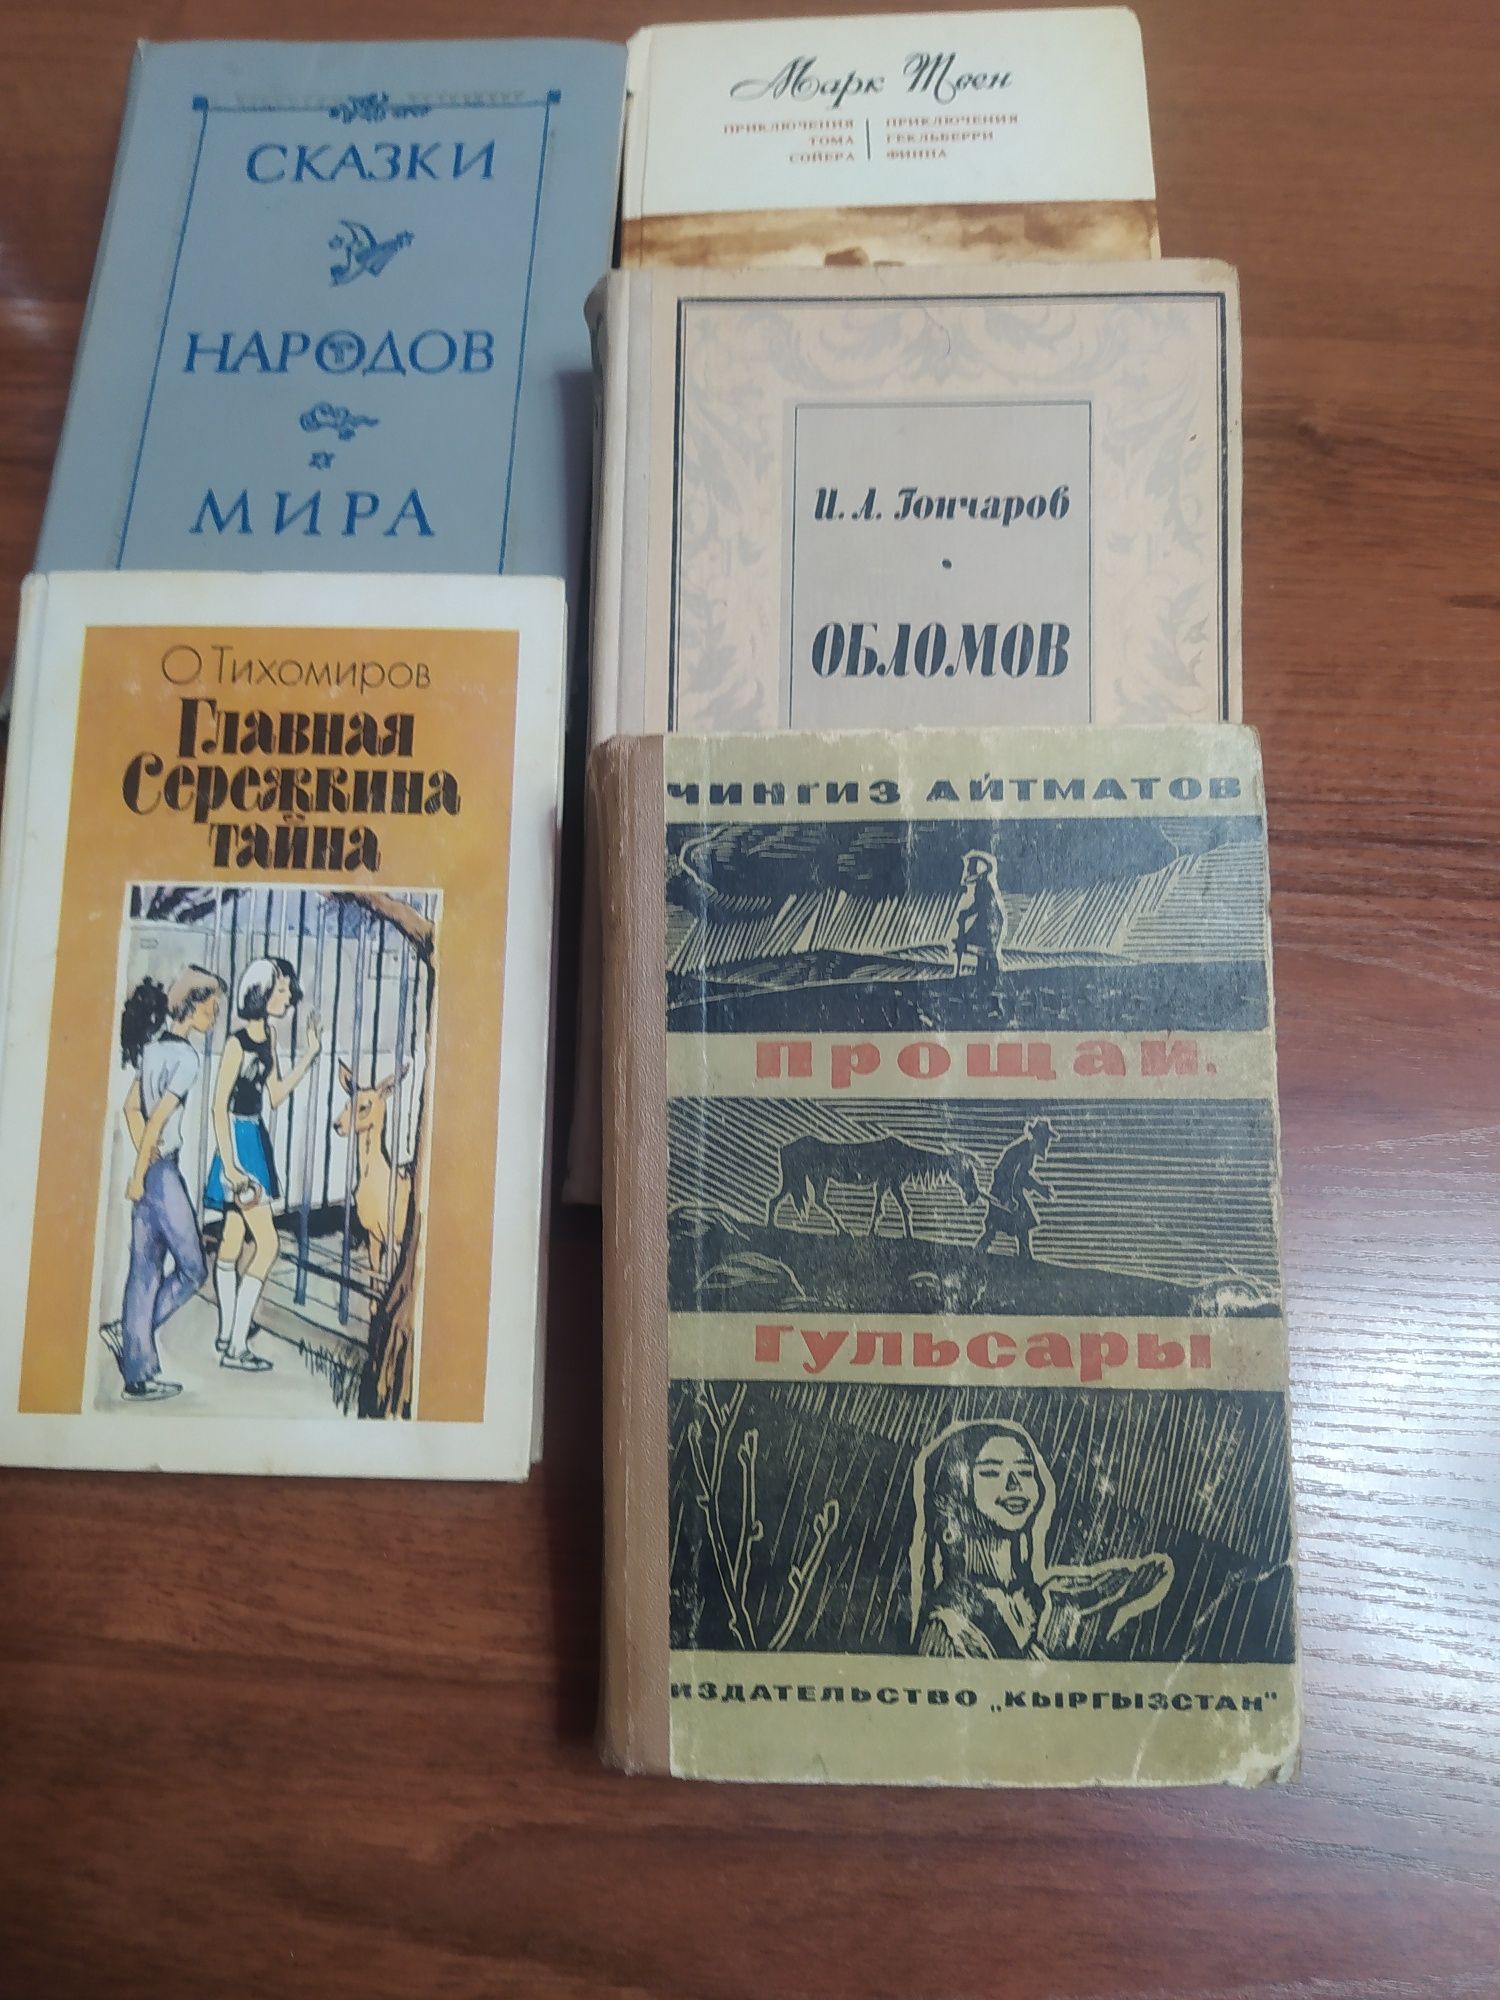 СКАЗКИ
НАРОДОВ
МИРА
Марк Твен
ПРИКЛЮЧЕНИЯ
ТОМА
СОЙЕРА
ПРИКЛЮЧЕНИЯ
ГЕКЛЬБЕРРИ
ФИННА
И. А. Гончаров
ОБЛОМОВ
О. Тихомиров
Главная
Сережкина
тайна
ЧИНГИЗ АЙТМАТОВ
ПРОЩАЙ,
ГУЛЬСАРЫ
ИЗДАТЕЛЬСТВО „КЫРГЫЗСТАН"